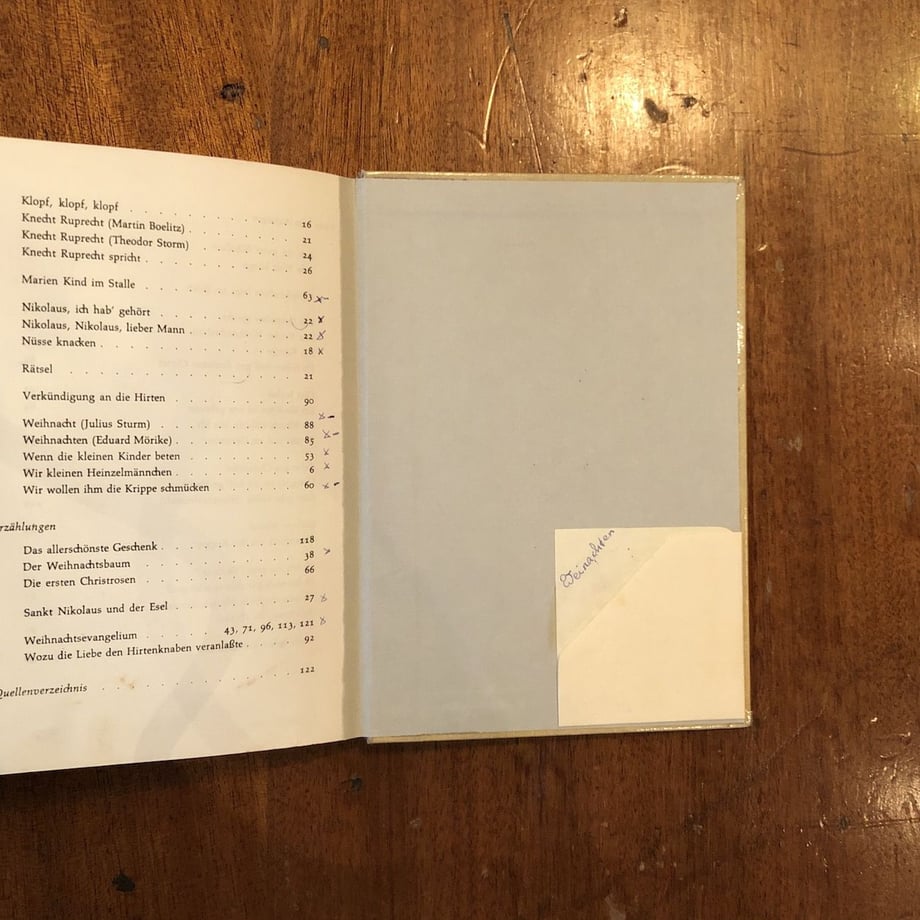 Klopf, klopf, klopf . . . . . . . . 16
Knecht Ruprecht (Martin Boelitz) . . . . . . . . 21
Knecht Ruprecht (Theodor Storm) . . . . . . . . 24
Knecht Ruprecht spricht . . . . . . . . 26
Marien Kind im Stalle . . . . . . . . 63 x –
Nikolaus, ich hab' gehört . . . . . . . . 22 x
Nikolaus, Nikolaus, lieber Mann . . . . . . . . 22 x
Nüsse knacken . . . . . . . . 18 x
Rätsel . . . . . . . . 21
Verkündigung an die Hirten . . . . . . . . 90
Weihnacht (Julius Sturm) . . . . . . . . 88 x –
Weihnachten (Eduard Mörike) . . . . . . . . 85 x –
Wenn die kleinen Kinder beten . . . . . . . . 53 x
Wir kleinen Heinzelmännchen . . . . . . . . 6 x
Wir wollen ihm die Krippe schmücken . . . . . . . . 60 x –
rzählungen
Das allerschönste Geschenk . . . . . . . . 118
Der Weihnachtsbaum . . . . . . . . 38 x
Die ersten Christrosen . . . . . . . . 66
Sankt Nikolaus und der Esel . . . . . . . . 27 x
Weihnachtsevangelium . . . . . . . . 43, 71, 96, 113, 121 x
Wozu die Liebe den Hirtenknaben veranlaßte . . . . . . . . 92
Quellenverzeichnis . . . . . . . . 122
Weinachten